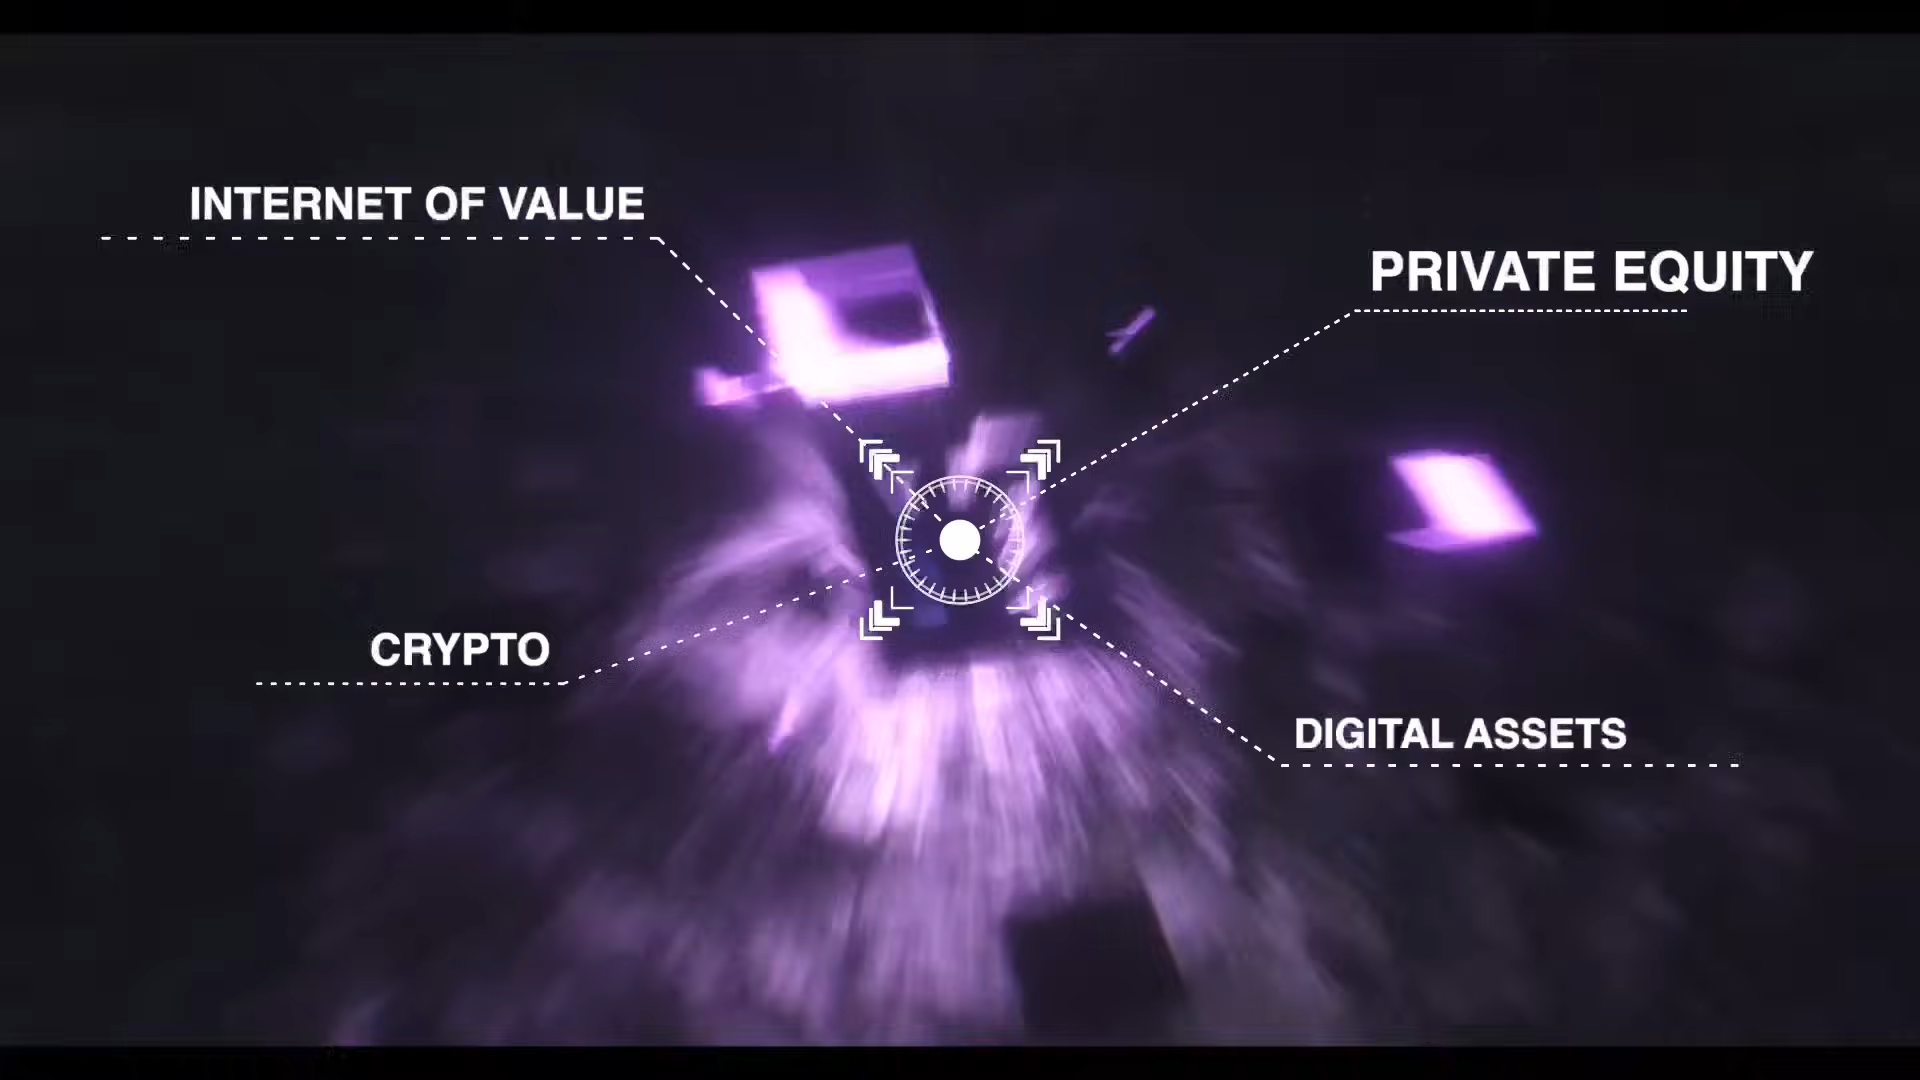 INTERNET OF VALUE
PRIVATE EQUITY
CRYPTO
DIGITAL ASSETS